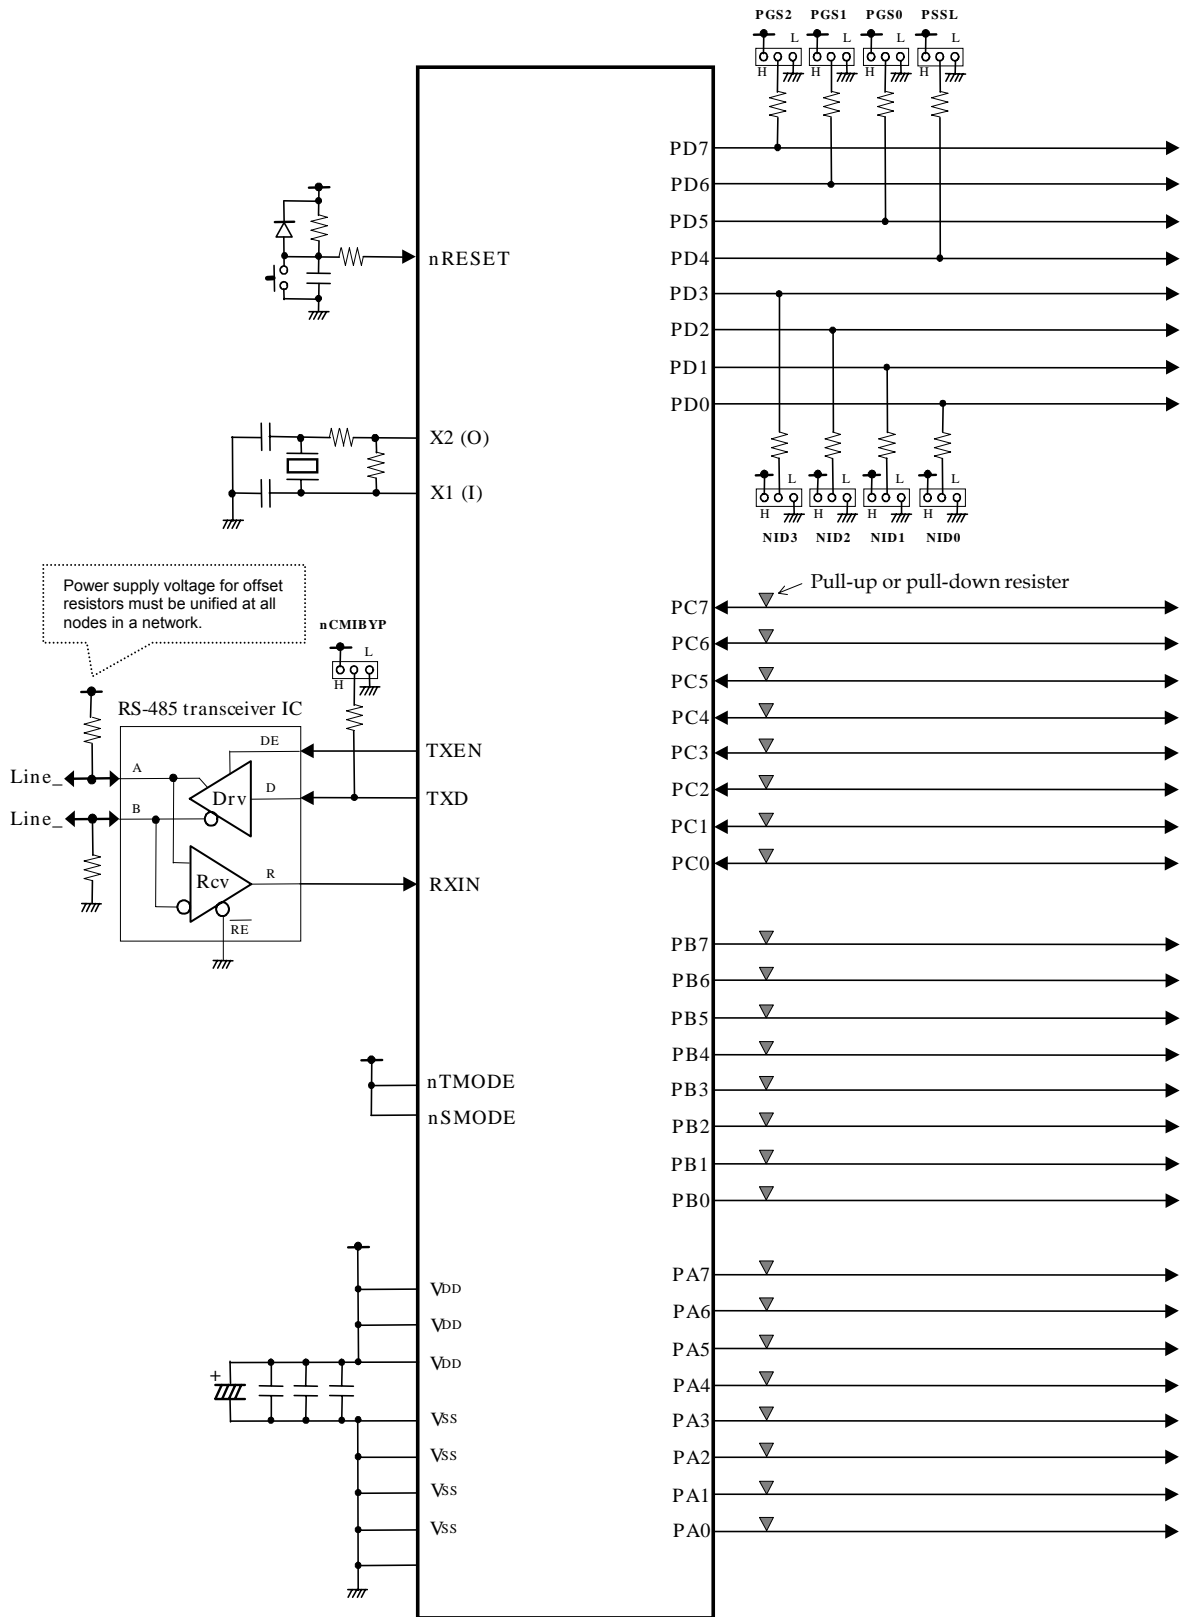 PGS2 PGS1 PGS0 PSSL
L L L L
H H H H
PD7
PD6
PD5
PD4
PD3
PD2
PD1
PD0
L L L L
H H H H
NID3 NID2 NID1 NID0
nRESET
X2 (O)
X1 (I)
Power supply voltage for offset
resistors must be unified at all
nodes in a network.
nCMIBYP
L
H
RS-485 transceiver IC
DE
TXEN
Line_
A
Drv
D
TXD
Line_
B
Rcv
R
RXIN
RE
nTMODE
nSMODE
VDD
VDD
VDD
+
VSS
VSS
VSS
VSS
Pull-up or pull-down resister
PC7
PC6
PC5
PC4
PC3
PC2
PC1
PC0
PB7
PB6
PB5
PB4
PB3
PB2
PB1
PB0
PA7
PA6
PA5
PA4
PA3
PA2
PA1
PA0